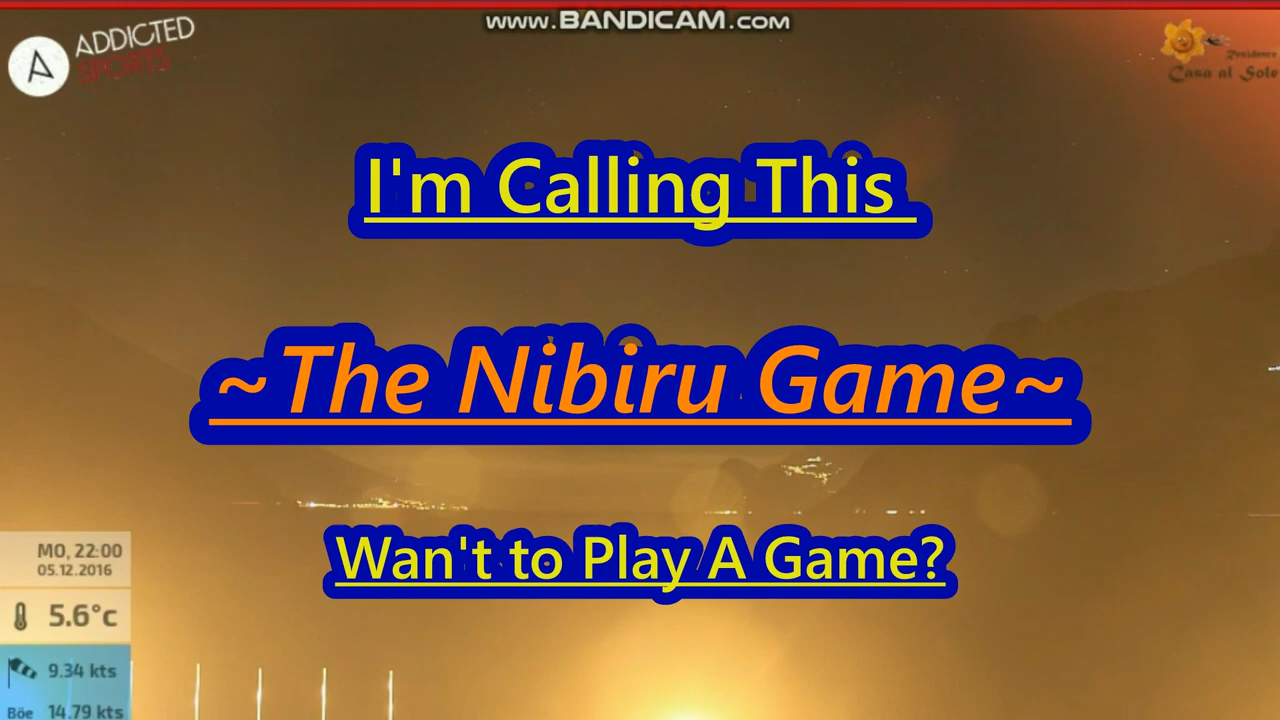 www.BANDICAM.com
ADDICTED
SPORTS
Residence
Casa al Sole
I'm Calling This
~The Nibiru Game~
Wan't to Play A Game?
MO, 22:00
05.12.2016
5.6°c
9.34 kts
Böe 14.79 kts